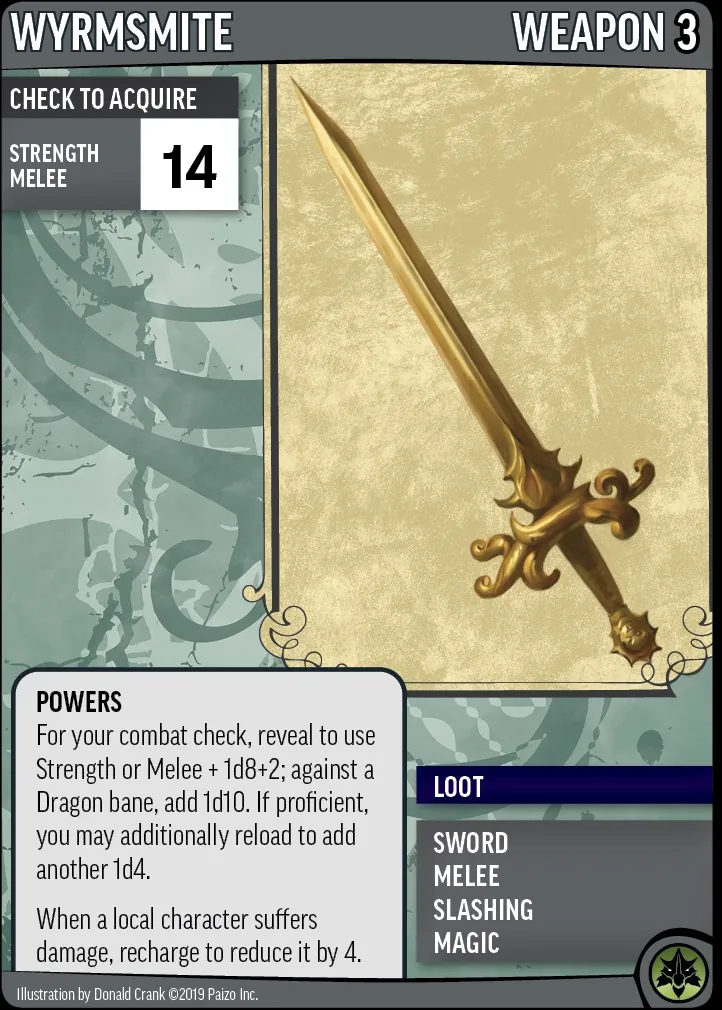 WYRMSMITE
WEAPON 3
CHECK TO ACQUIRE
STRENGTH
MELEE
14
POWERS
For your combat check, reveal to use
Strength or Melee + 1d8+2; against a
Dragon bane, add 1d10. If proficient,
you may additionally reload to add
another 1d4.
When a local character suffers
damage, recharge to reduce it by 4.
LOOT
SWORD
MELEE
SLASHING
MAGIC
Illustration by Donald Crank ©2019 Paizo Inc.